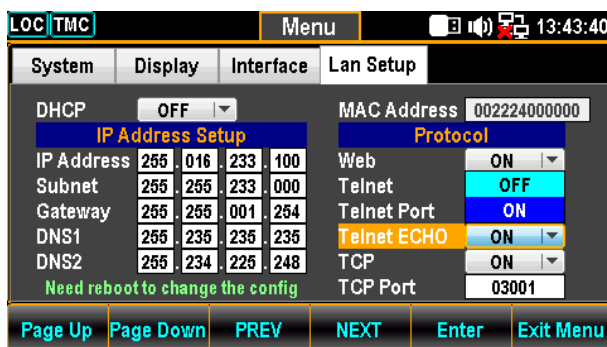 LOC TMC Menu 13:43:40
System Display Interface Lan Setup
DHCP OFF
IP Address Setup
IP Address 255 . 016 . 233 . 100
Subnet 255 . 255 . 233 . 000
Gateway 255 . 255 . 001 . 254
DNS1 255 . 235 . 235 . 235
DNS2 255 . 234 . 225 . 248
Need reboot to change the config
MAC Address 002224000000
Protocol
Web ON
Telnet OFF
Telnet Port ON
Telnet ECHO ON
TCP ON
TCP Port 03001
Page Up Page Down PREV NEXT Enter Exit Menu